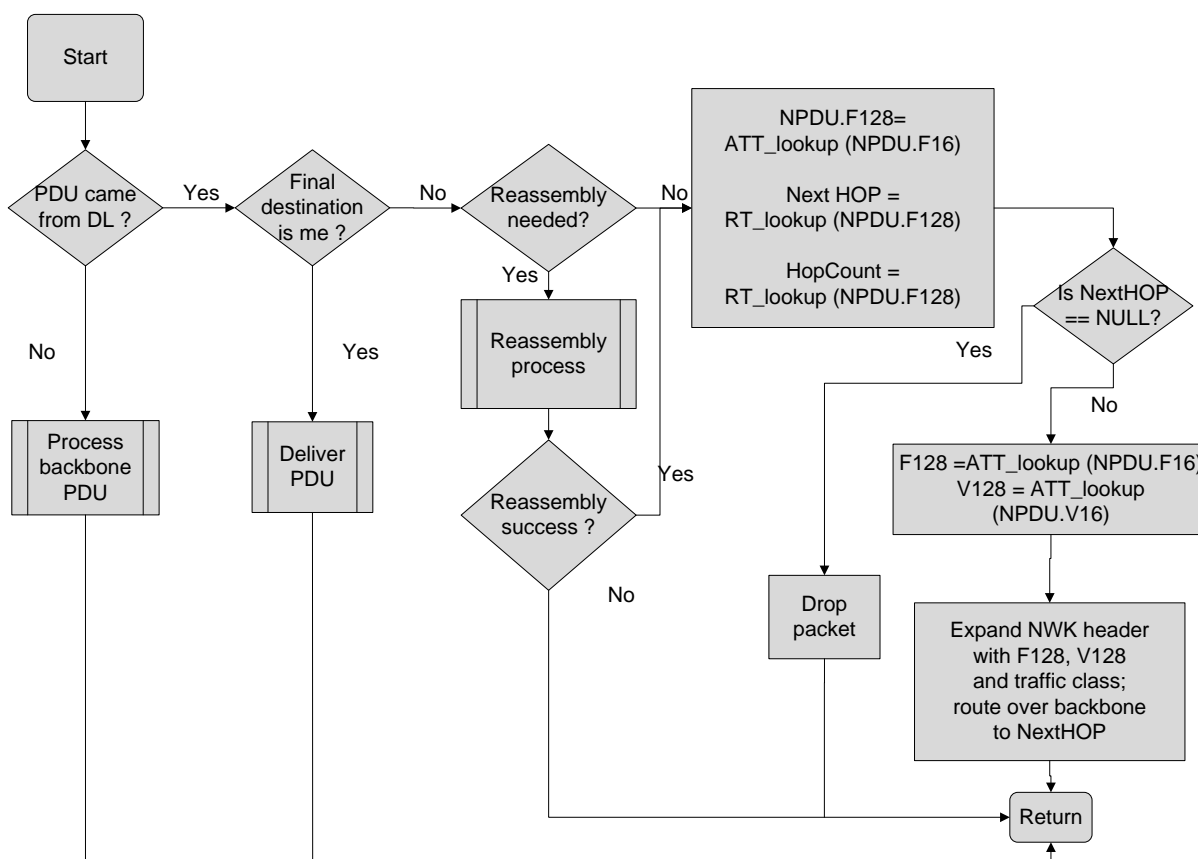 Start
PDU came
from DL ?
Yes
Final
destination
is me ?
No
Reassembly
needed?
No
NPDU.F128=
ATT_lookup (NPDU.F16)
Next HOP =
RT_lookup (NPDU.F128)
HopCount =
RT_lookup (NPDU.F128)
Is NextHOP
== NULL?
Yes
Reassembly
process
No
Yes
Yes
No
Process
backbone
PDU
Deliver
PDU
Reassembly
success ?
Yes
No
F128 =ATT_lookup (NPDU.F16)
V128 = ATT_lookup
(NPDU.V16)
Drop
packet
Expand NWK header
with F128, V128
and traffic class;
route over backbone
to NextHOP
Return